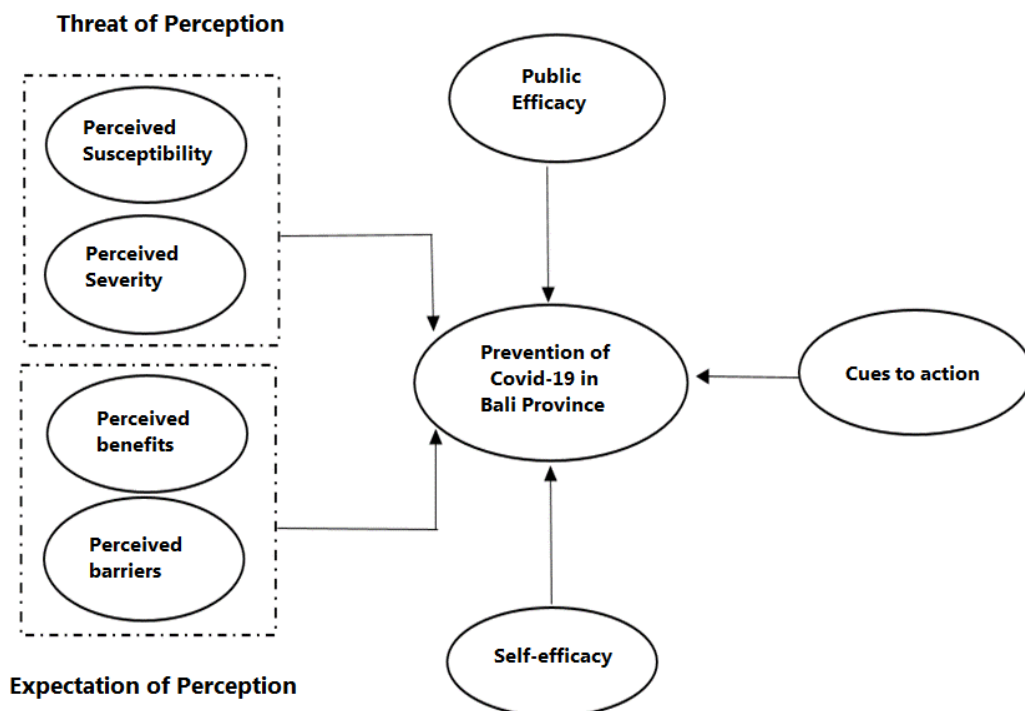 Threat of Perception
Perceived
Susceptibility
Perceived
Severity
Perceived
benefits
Perceived
barriers
Expectation of Perception
Public
Efficacy
Prevention of
Covid-19 in
Bali Province
Cues to action
Self-efficacy